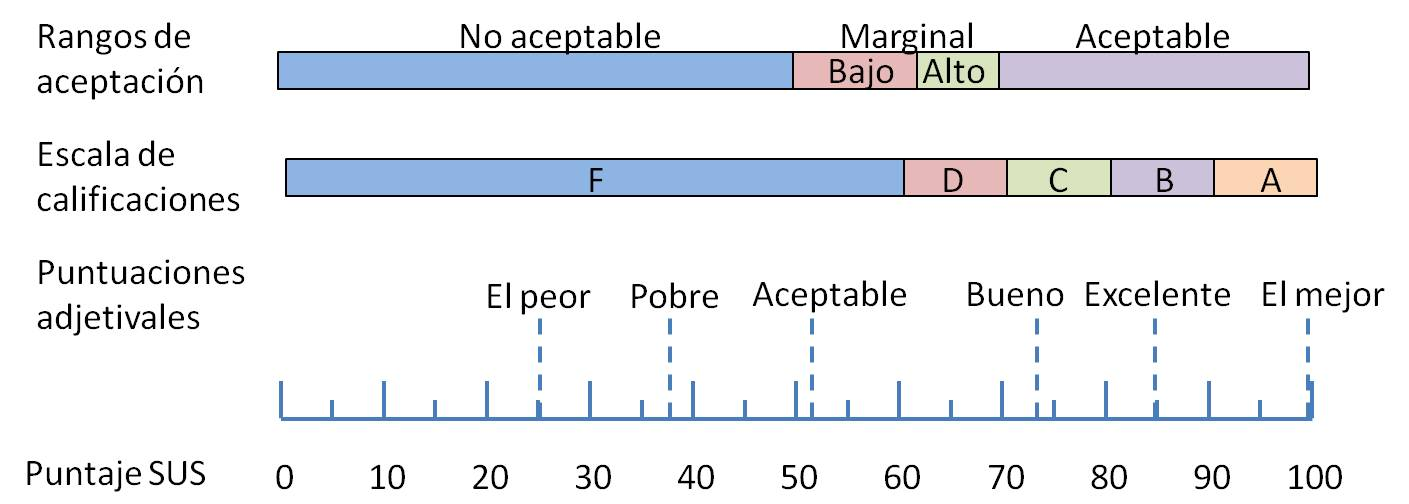 Rangos de
aceptación
No aceptable
Marginal
Aceptable
Bajo
Alto
Escala de
calificaciones
F
D
C
B
A
Puntuaciones
adjetivales
El peor
Pobre
Aceptable
Bueno
Excelente
El mejor
Puntaje SUS
0 10 20 30 40 50 60 70 80 90 100